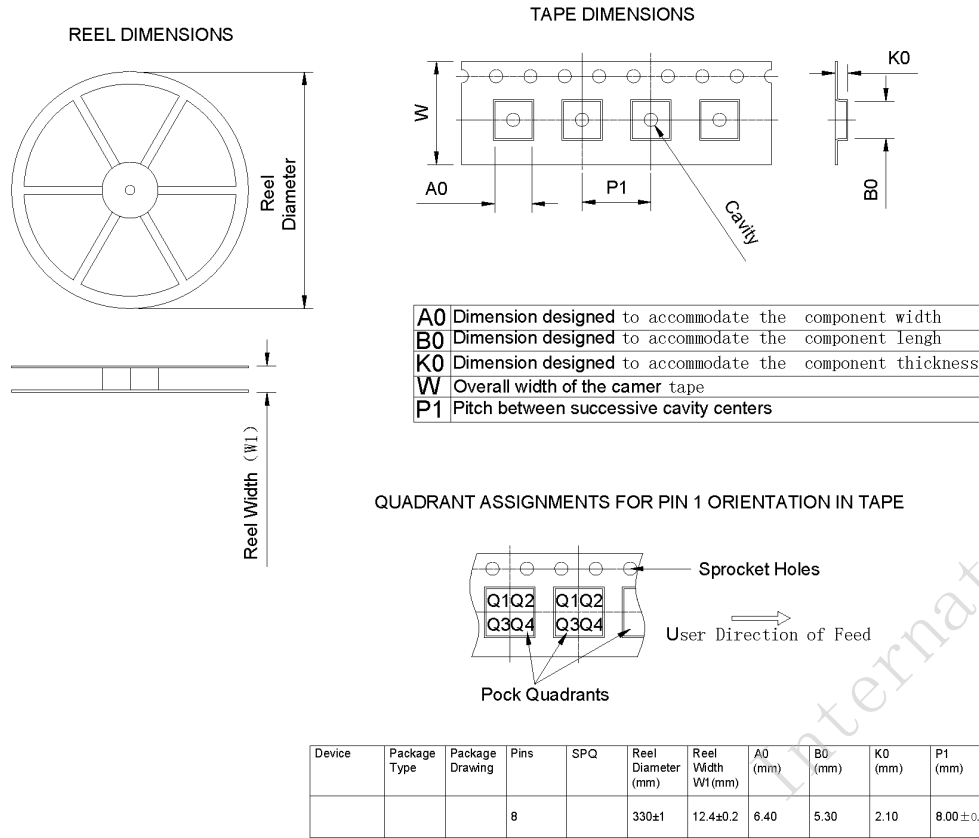 TAPE DIMENSIONS
REEL DIMENSIONS
K0
W
Reel
Diameter
A0
P1
B0
Cavity
A0 Dimension designed to accommodate the component width
B0 Dimension designed to accommodate the component lengh
K0 Dimension designed to accommodate the component thickness
W Overall width of the camer tape
P1 Pitch between successive cavity centers
Reel Width (W1)
QUADRANT ASSIGNMENTS FOR PIN 1 ORIENTATION IN TAPE
Sprocket Holes
Q1Q2 Q1Q2
Q3Q4 Q3Q4
User Direction of Feed
Pock Quadrants
Device Package Type Package Drawing Pins SPQ Reel Diameter (mm) Reel Width W1(mm) A0 (mm) B0 (mm) K0 (mm) P1 (mm)
8 330±1 12.4±0.2 6.40 5.30 2.10 8.00±
Internat